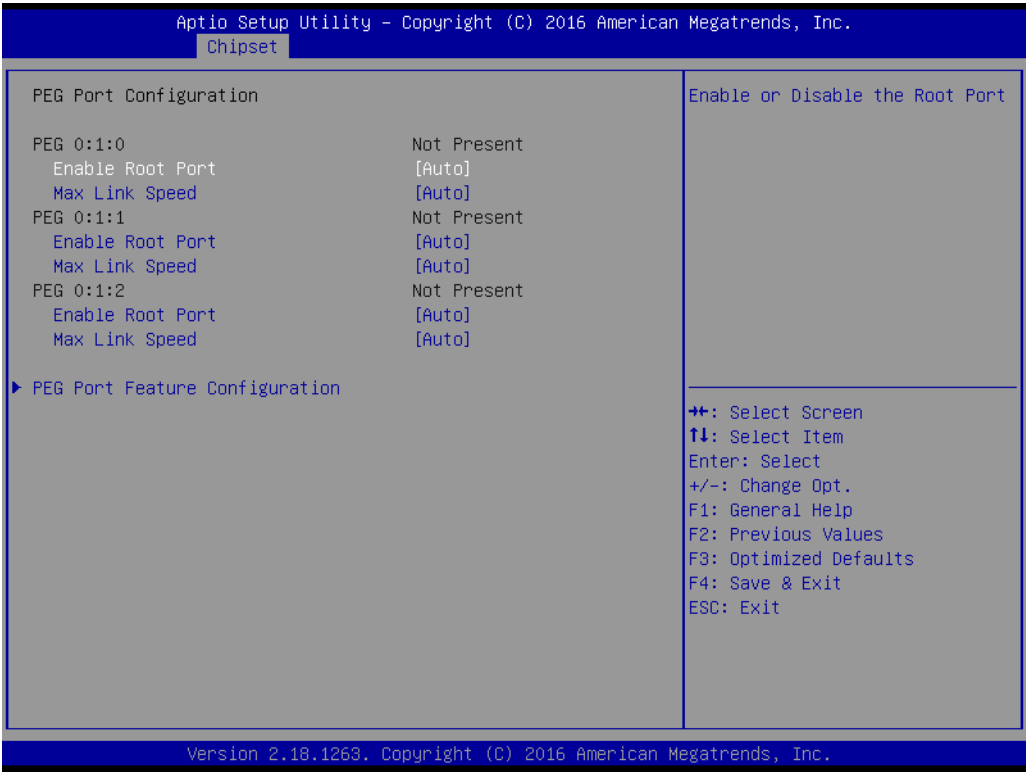 Aptio Setup Utility – Copyright (C) 2016 American Megatrends, Inc.
Chipset
PEG Port Configuration
PEG 0:1:0 Not Present
Enable Root Port [Auto]
Max Link Speed [Auto]
PEG 0:1:1 Not Present
Enable Root Port [Auto]
Max Link Speed [Auto]
PEG 0:1:2 Not Present
Enable Root Port [Auto]
Max Link Speed [Auto]
▶ PEG Port Feature Configuration
Enable or Disable the Root Port
→←: Select Screen
↑↓: Select Item
Enter: Select
+/-: Change Opt.
F1: General Help
F2: Previous Values
F3: Optimized Defaults
F4: Save & Exit
ESC: Exit
Version 2.18.1263. Copyright (C) 2016 American Megatrends, Inc.